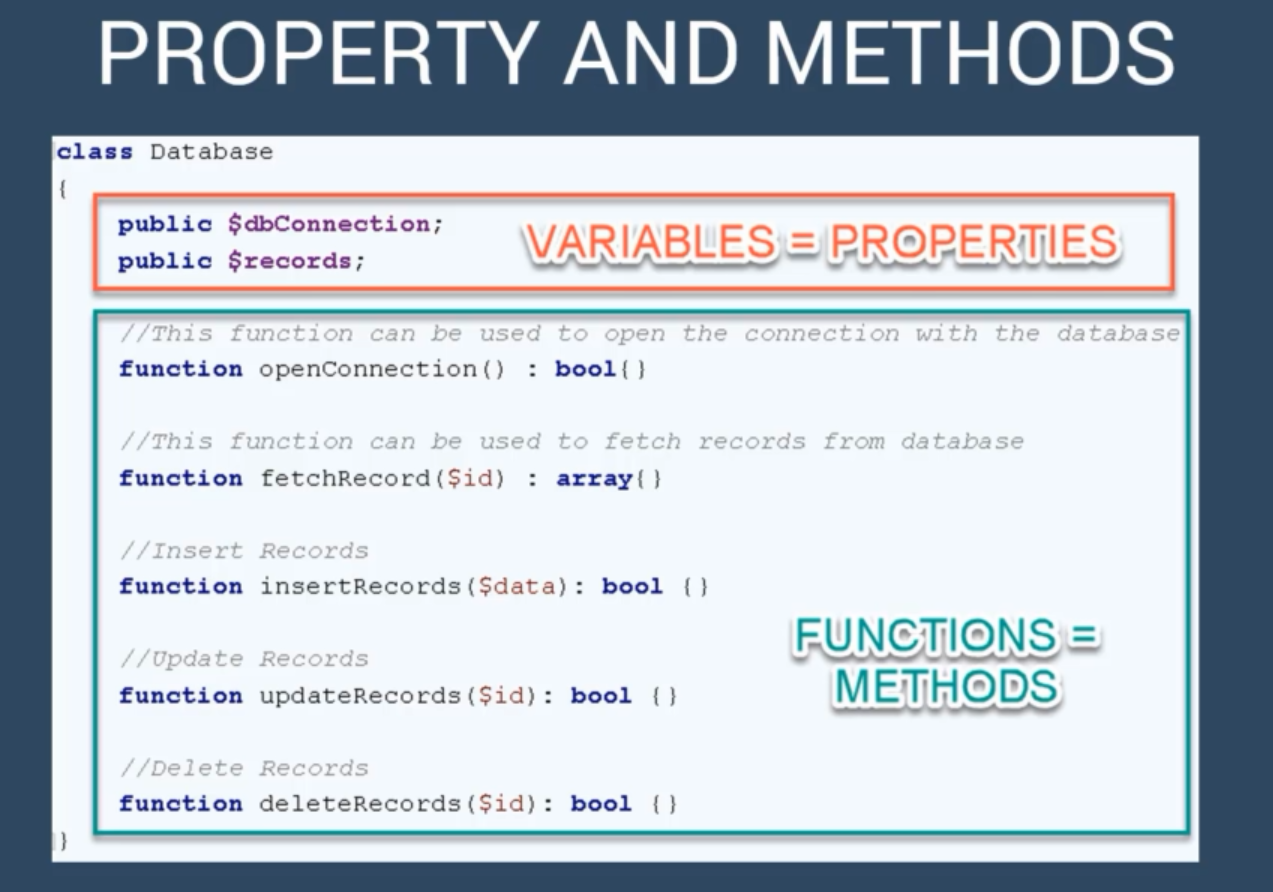 PROPERTY AND METHODS
class Database
{
public $dbConnection;
public $records;
VARIABLES = PROPERTIES
//This function can be used to open the connection with the database
function openConnection() : bool{}
//This function can be used to fetch records from database
function fetchRecord($id) : array{}
//Insert Records
function insertRecords($data): bool {}
//Update Records
function updateRecords($id): bool {}
//Delete Records
function deleteRecords($id): bool {}
FUNCTIONS =
METHODS
}